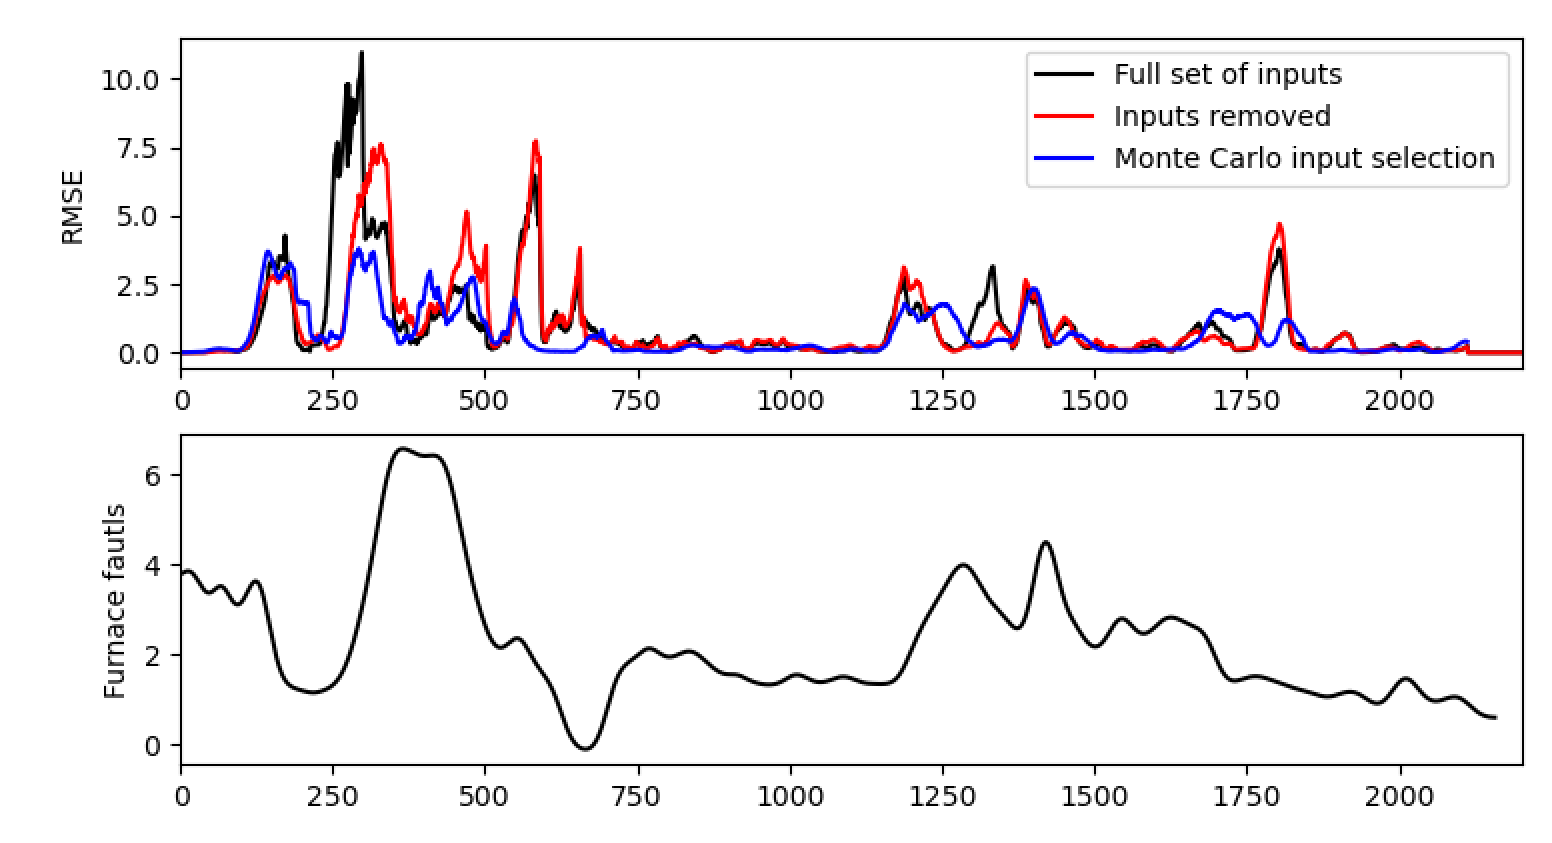 10.0
7.5
5.0
2.5
0.0
RMSE
Full set of inputs
Inputs removed
Monte Carlo input selection
0 250 500 750 1000 1250 1500 1750 2000
6
4
2
0
Furnace fautls
0 250 500 750 1000 1250 1500 1750 2000